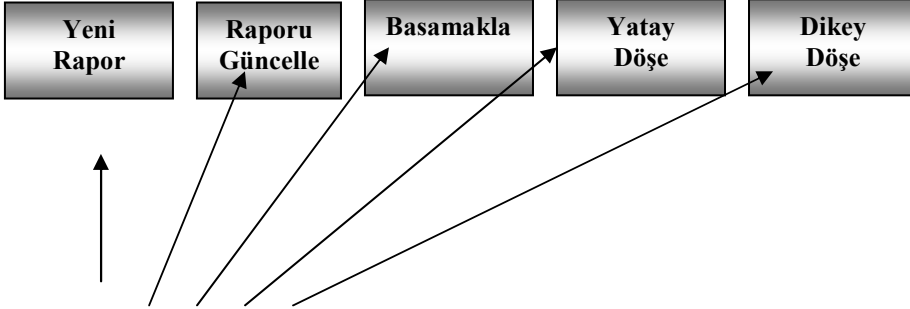 Yeni
Rapor
Raporu
Güncelle
Basamakla
Yatay
Döşe
Dikey
Döşe